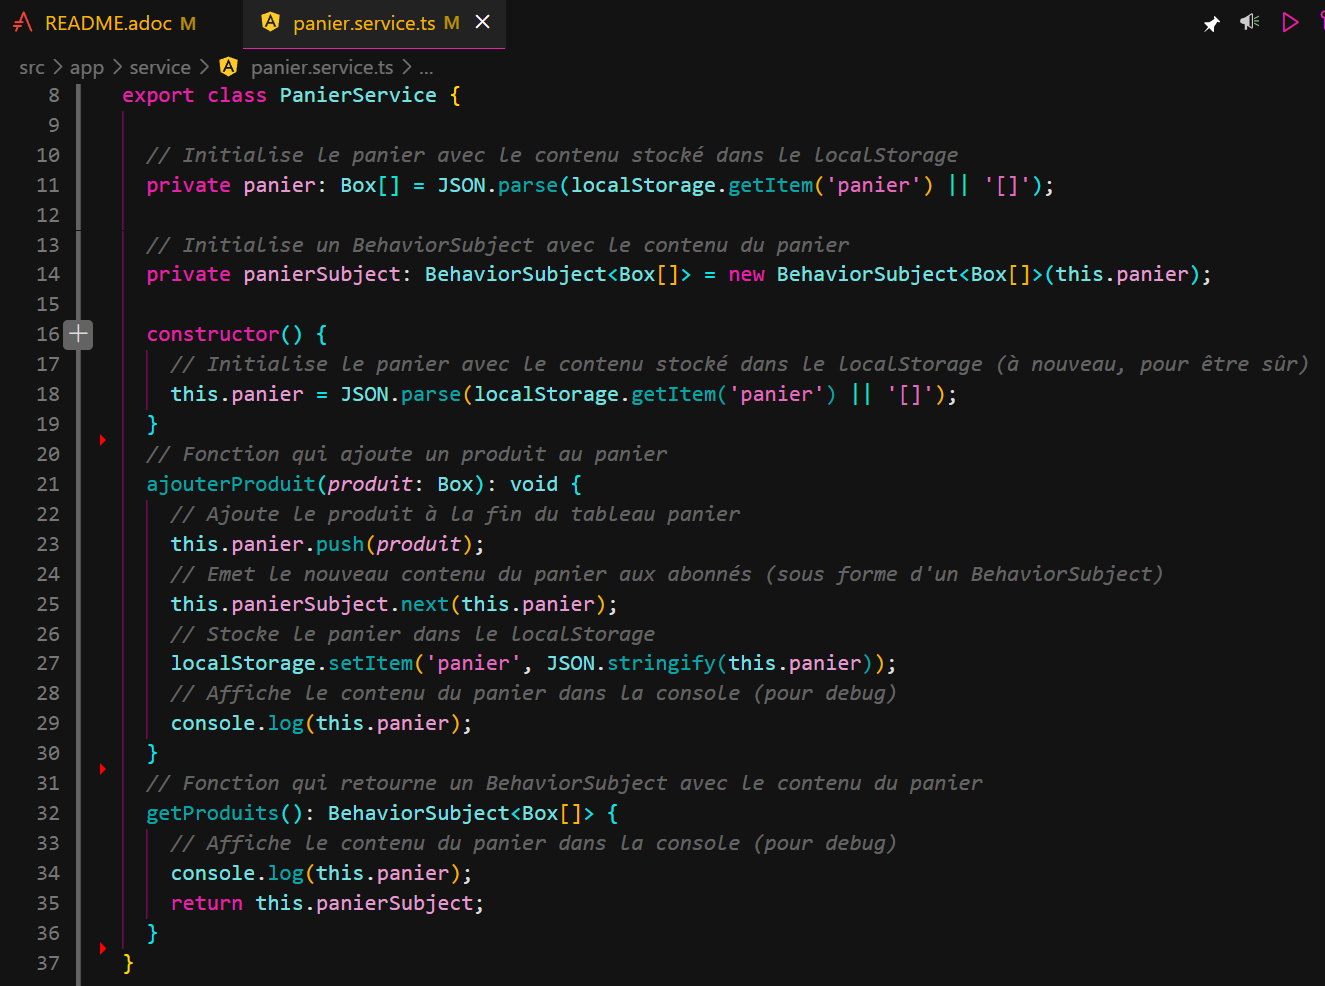 README.adoc M
panier.service.ts M
src > app > service > panier.service.ts > ...
8 export class PanierService {
9
10 // Initialise le panier avec le contenu stocké dans le localStorage
11 private panier: Box[] = JSON.parse(localStorage.getItem('panier') || '[]');
12
13 // Initialise un BehaviorSubject avec le contenu du panier
14 private panierSubject: BehaviorSubject<Box[]> = new BehaviorSubject<Box[]>(this.panier);
15
16 constructor() {
17 // Initialise le panier avec le contenu stocké dans le localStorage (à nouveau, pour être sûr)
18 this.panier = JSON.parse(localStorage.getItem('panier') || '[]');
19 }
20 // Fonction qui ajoute un produit au panier
21 ajouterProduit(produit: Box): void {
22 // Ajoute le produit à la fin du tableau panier
23 this.panier.push(produit);
24 // Emet le nouveau contenu du panier aux abonnés (sous forme d'un BehaviorSubject)
25 this.panierSubject.next(this.panier);
26 // Stocke le panier dans le localStorage
27 localStorage.setItem('panier', JSON.stringify(this.panier));
28 // Affiche le contenu du panier dans la console (pour debug)
29 console.log(this.panier);
30 }
31 // Fonction qui retourne un BehaviorSubject avec le contenu du panier
32 getProduits(): BehaviorSubject<Box[]> {
33 // Affiche le contenu du panier dans la console (pour debug)
34 console.log(this.panier);
35 return this.panierSubject;
36 }
37 }